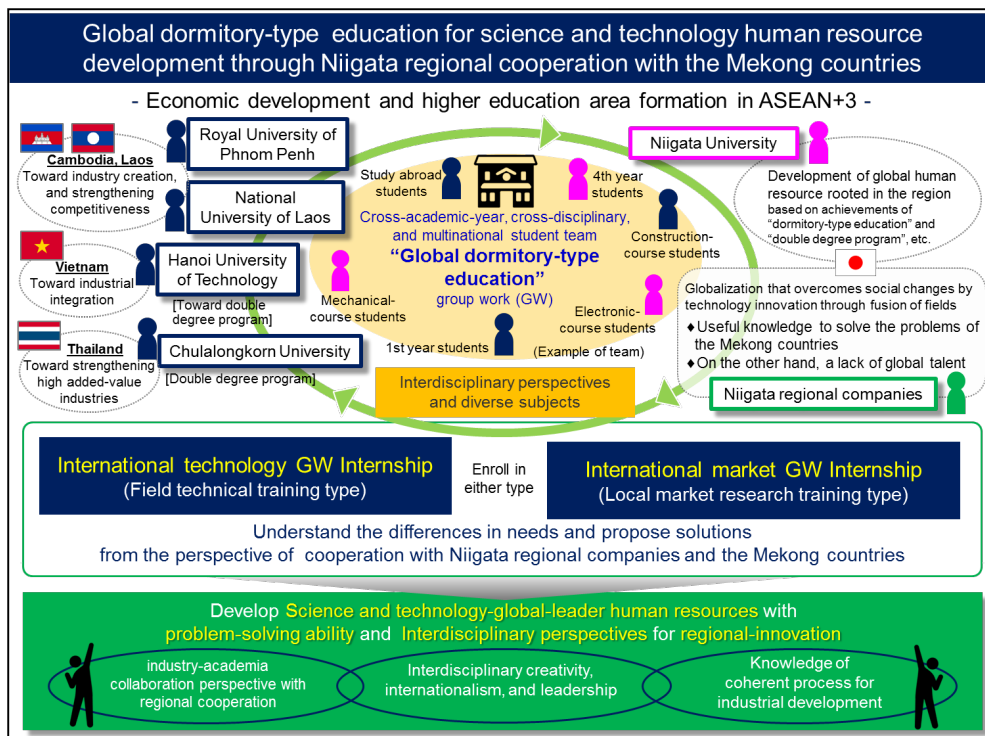 Global dormitory-type education for science and technology human resource
development through Niigata regional cooperation with the Mekong countries
- Economic development and higher education area formation in ASEAN+3 -
Cambodia, Laos
Toward industry creation,
and strengthening
competitiveness
Royal University of
Phnom Penh
National
University of Laos
Vietnam
Toward industrial
integration
Hanoi University
of Technology
[Toward double
degree program]
Thailand
Toward strengthening
high added-value
industries
Chulalongkorn University
[Double degree program]
Study abroad
students
4th year
students
Cross-academic-year, cross-disciplinary,
and multinational student team
“Global dormitory-type
education”
group work (GW)
Construction-
course students
Mechanical-
course students
Electronic-
course students
1st year students
(Example of team)
Interdisciplinary perspectives
and diverse subjects
Niigata University
Development of global human
resource rooted in the region
based on achievements of
“dormitory-type education” and
“double degree program”, etc.
Globalization that overcomes social changes by
technology innovation through fusion of fields
♦Useful knowledge to solve the problems of
the Mekong countries
♦On the other hand, a lack of global talent
Niigata regional companies
International technology GW Internship
(Field technical training type)
Enroll in
either type
International market GW Internship
(Local market research training type)
Understand the differences in needs and propose solutions
from the perspective of cooperation with Niigata regional companies and the Mekong countries
Develop Science and technology-global-leader human resources with
problem-solving ability and Interdisciplinary perspectives for regional-innovation
industry-academia
collaboration perspective with
regional cooperation
Interdisciplinary creativity,
internationalism, and leadership
Knowledge of
coherent process for
industrial development